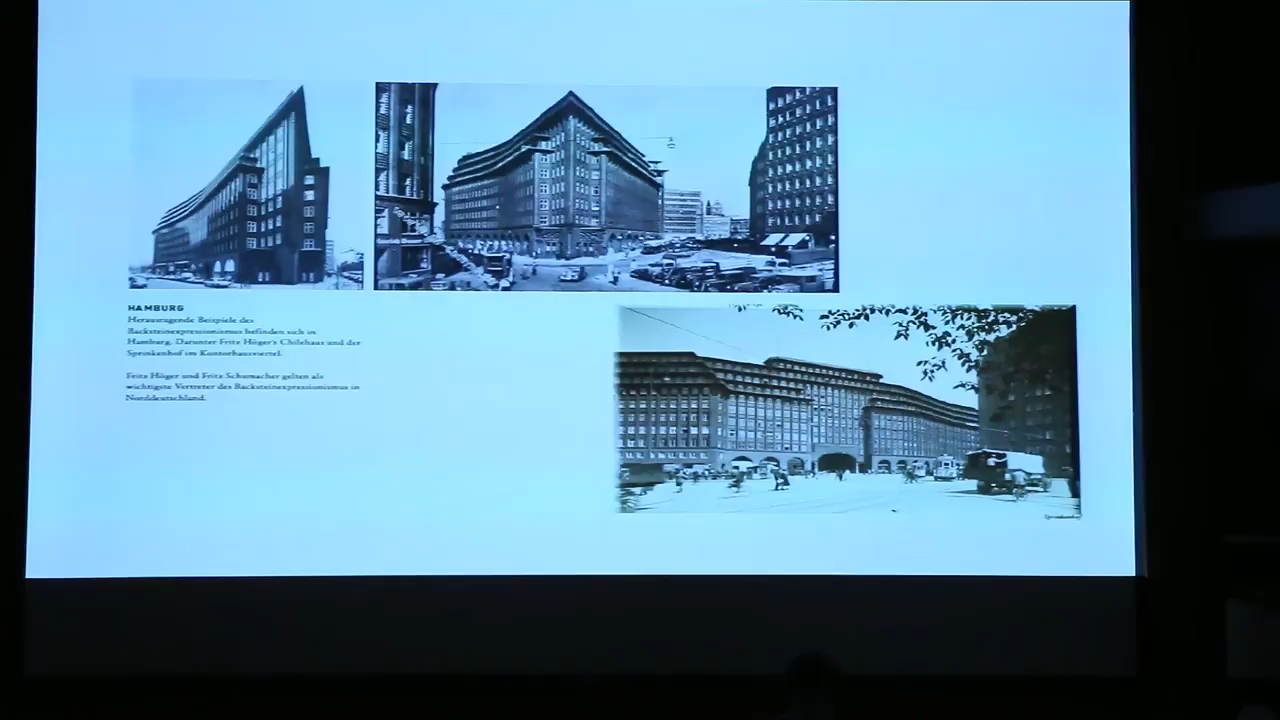 HAMBURG
Herausragende Beispiele des
Backsteinexpressionismus befinden sich in
Hamburg. Darunter Fritz Höger's Chilehaus und der
Sprinkenhof im Kontorhausviertel.
Fritz Höger und Fritz Schumacher gelten als
wichtigste Vertreter des Backsteinexpressionismus in
Norddeutschland.